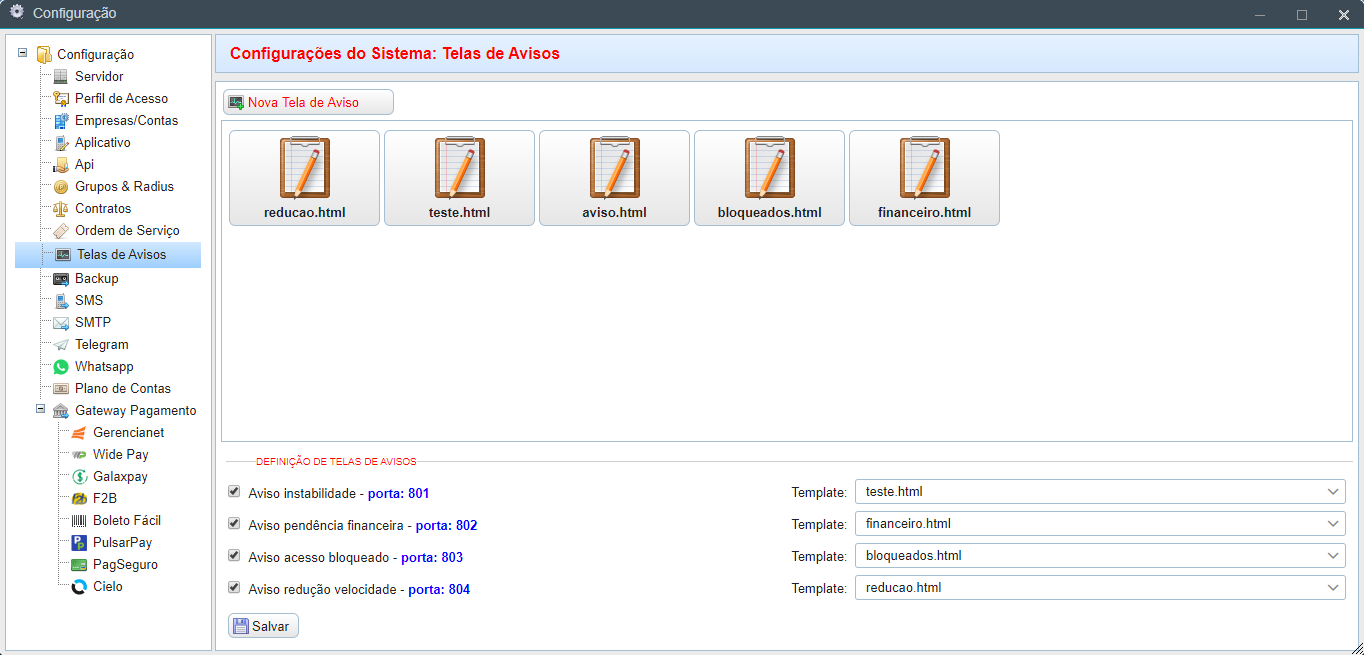 Configuração
Configuração
Servidor
Perfil de Acesso
Empresas/Contas
Aplicativo
Api
Grupos & Radius
Contratos
Ordem de Serviço
Telas de Avisos
Backup
SMS
SMTP
Telegram
Whatsapp
Plano de Contas
Gateway Pagamento
Gerencianet
Wide Pay
Galaxpay
F2B
Boleto Fácil
PulsarPay
PagSeguro
Cielo
Configurações do Sistema: Telas de Avisos
Nova Tela de Aviso
reducao.html teste.html aviso.html bloqueados.html financeiro.html
DEFINIÇÃO DE TELAS DE AVISOS
Aviso instabilidade - porta: 801 Template: teste.html
Aviso pendência financeira - porta: 802 Template: financeiro.html
Aviso acesso bloqueado - porta: 803 Template: bloqueados.html
Aviso redução velocidade - porta: 804 Template: reducao.html
Salvar